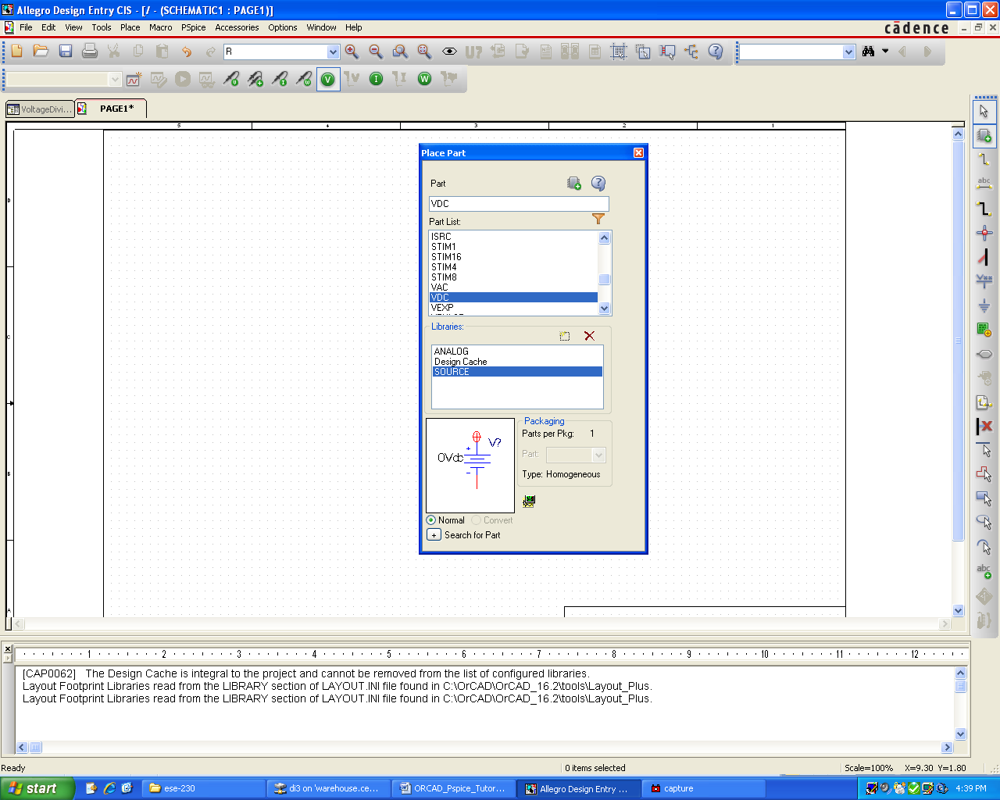 Allegro Design Entry CIS - [/ - (SCHEMATIC1 : PAGE1)]
File Edit View Tools Place Macro PSpice Accessories Options Window Help
cādence
R
VoltageDivi...
PAGE1*
5 4 3 2 1
D
C
B
A
Place Part
Part
VDC
Part List:
ISRC
STIM1
STIM16
STIM4
STIM8
VAC
VDC
VEXP
Libraries:
ANALOG
Design Cache
SOURCE
Packaging
Parts per Pkg: 1
Part:
Type: Homogeneous
V?
+
0Vdc
-
Normal Convert
+ Search for Part
1 2 3 4 5 6 7 8 9 10 11 12
[CAP0062] The Design Cache is integral to the project and cannot be removed from the list of configured libraries.
Layout Footprint Libraries read from the LIBRARY section of LAYOUT.INI file found in C:\OrCAD\OrCAD_16.2\tools\Layout_Plus.
Layout Footprint Libraries read from the LIBRARY section of LAYOUT.INI file found in C:\OrCAD\OrCAD_16.2\tools\Layout_Plus.
Ready
0 items selected
Scale=100% X=9.30 Y=1.80
start
ese-230
di3 on 'warehouse.ce...
ORCAD_Pspice_Tutor...
Allegro Design Entry ...
capture
4:39 PM